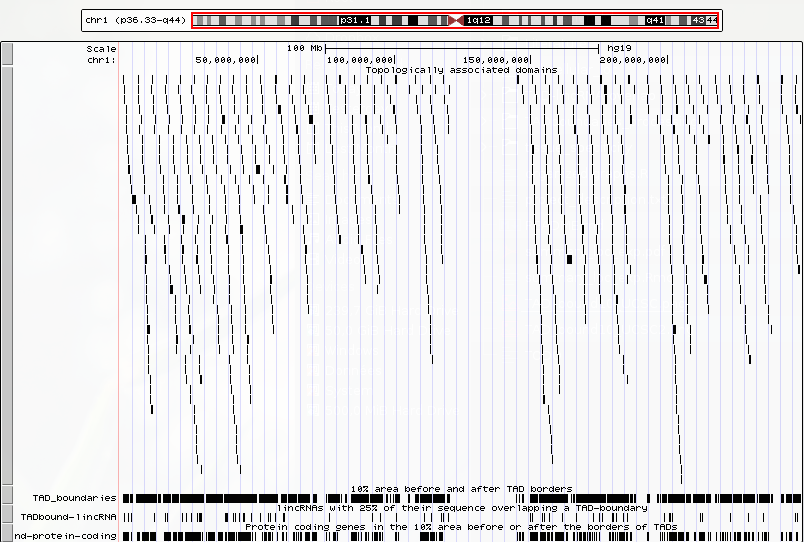 chr1 (p36.33-q44) p31.1 1q12 q41 43 44
Scale 100 Mb hg19
chr1: 50,000,000 100,000,000 150,000,000 200,000,000
Topologically associated domains
10% area before and after TAD borders
TAD_boundaries
lincRNAs with 25% of their sequence overlapping a TAD-boundary
TADbound-lincRNA
Protein coding genes in the 10% area before or after the borders of TADs
nd-protein-coding